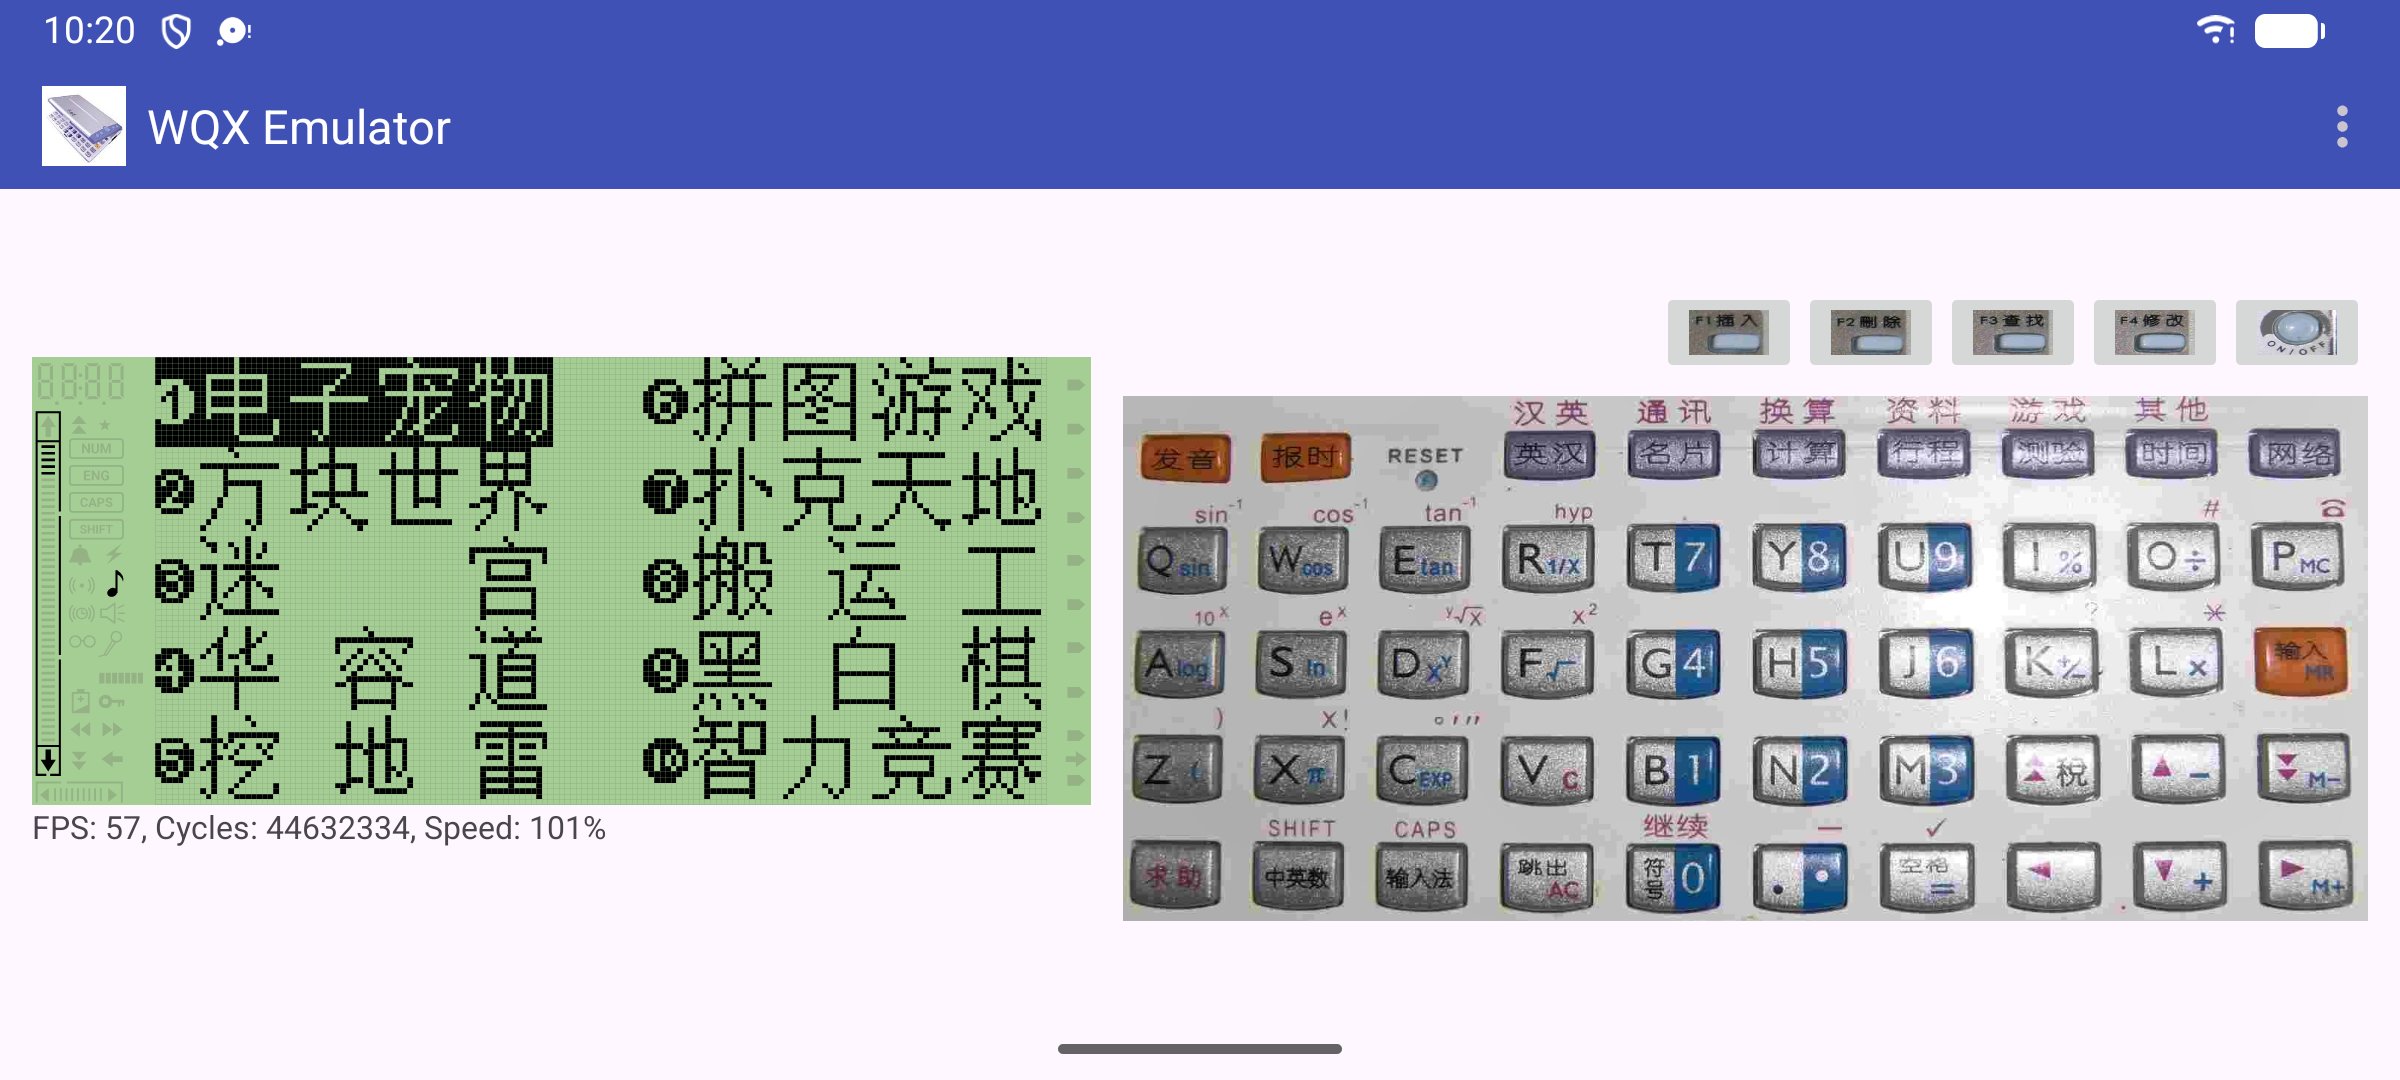 10:20
WQX Emulator
F1 插入 F2 删除 F3 查找 F4 修改 ON/OFF
88:88
NUM
ENG
CAPS
SHIFT
1 电子宠物 6 拼图游戏
2 方块世界 7 扑克天地
3 迷宫 8 搬运工
4 华容道 9 黑白棋
5 挖地雷 10 智力竞赛
FPS: 57, Cycles: 44632334, Speed: 101%
汉英 通讯 换算 资料 游戏 其他
发音 报时 RESET 英汉 名片 计算 行程 测验 时间 网络
sin⁻¹ cos⁻¹ tan⁻¹ hyp #
Q sin W cos E tan R 1/X T 7 Y 8 U 9 I % O ÷ P MC
10ˣ eˣ ʸ√x x² ?
A log S ln D Xʸ F √ G 4 H 5 J 6 K +/- L × 输入 MR
) X! ° ′ ″
Z ( X π C EXP V C B 1 N 2 M 3 税 − M−
SHIFT CAPS 继续 — ✓
求助 中英数 输入法 跳出 AC 符号 0 . 空格 = + M+